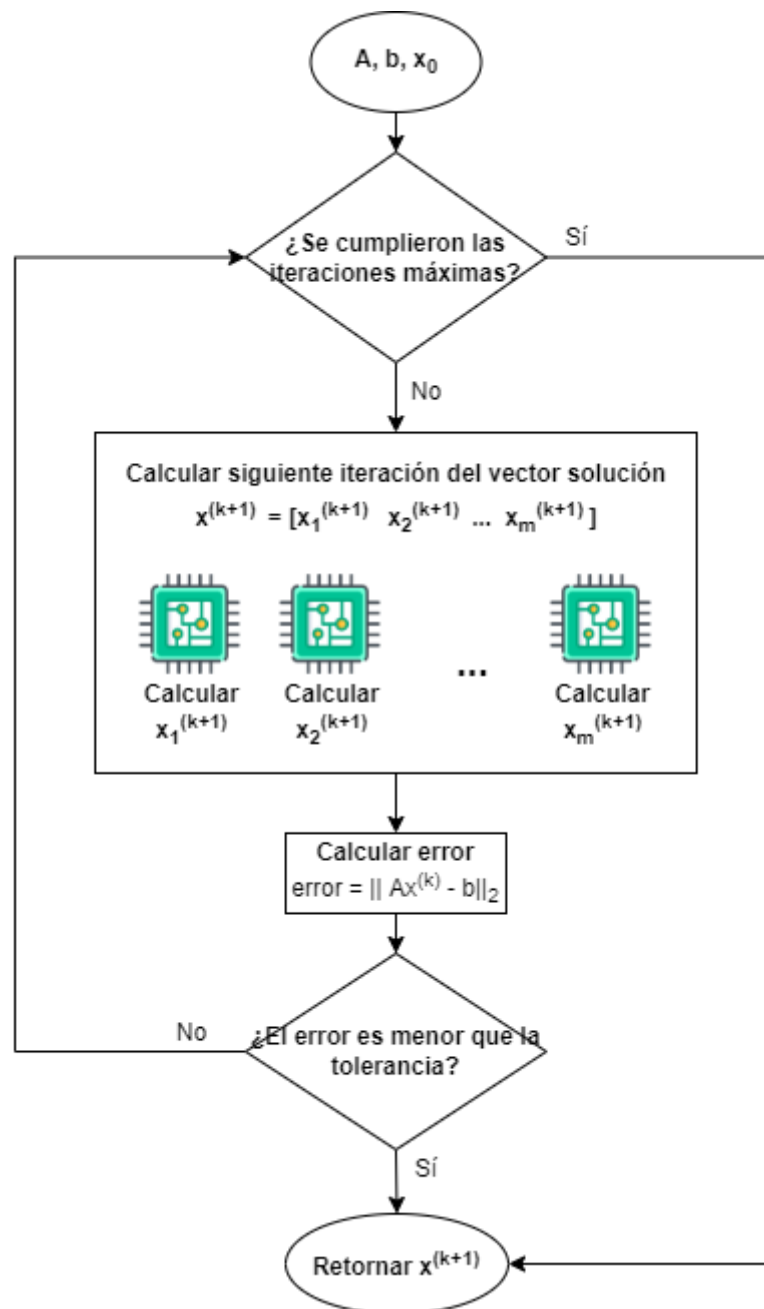 A, b, x₀
¿Se cumplieron las
iteraciones máximas?
Sí
No
Calcular siguiente iteración del vector solución
x⁽ᵏ⁺¹⁾ = [x₁⁽ᵏ⁺¹⁾ x₂⁽ᵏ⁺¹⁾ ... xₘ⁽ᵏ⁺¹⁾ ]
Calcular
x₁⁽ᵏ⁺¹⁾
Calcular
x₂⁽ᵏ⁺¹⁾
...
Calcular
xₘ⁽ᵏ⁺¹⁾
Calcular error
error = || Ax⁽ᵏ⁾ - b||₂
¿El error es menor que la
tolerancia?
No
Sí
Retornar x⁽ᵏ⁺¹⁾